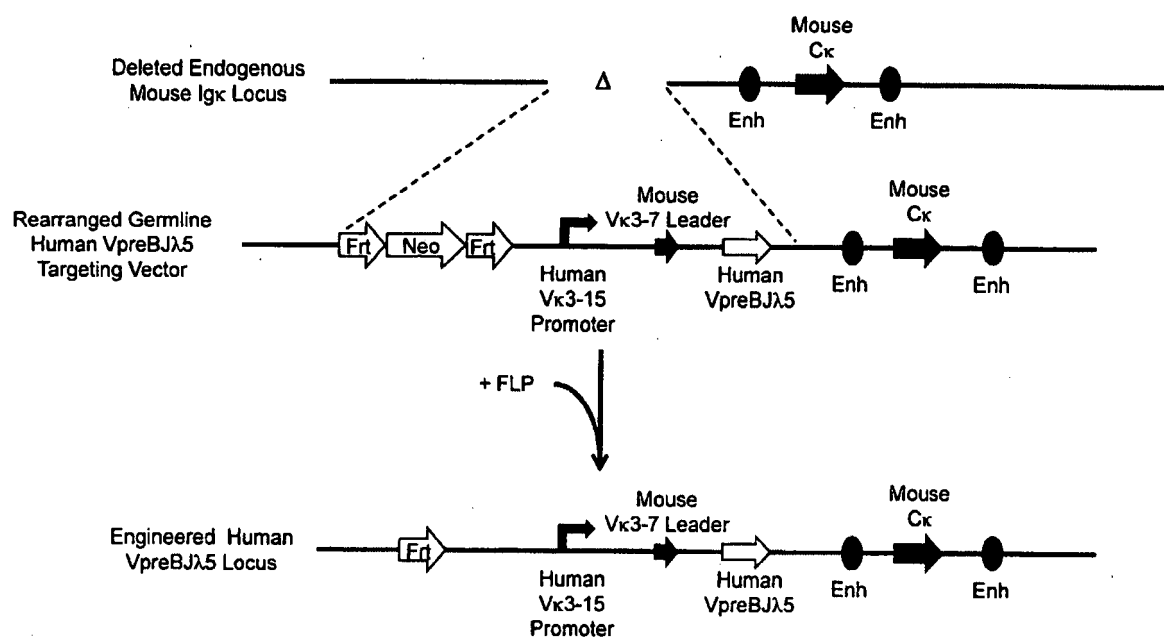 Mouse
Cκ
Deleted Endogenous
Mouse Igκ Locus
Δ
Enh
Enh
Mouse
Vκ3-7 Leader
Mouse
Cκ
Rearranged Germline
Human VpreBJλ5
Targeting Vector
Frt
Neo
Frt
Human
Vκ3-15
Promoter
Human
VpreBJλ5
Enh
Enh
+ FLP
Mouse
Vκ3-7 Leader
Mouse
Cκ
Engineered Human
VpreBJλ5 Locus
Frt
Human
Vκ3-15
Promoter
Human
VpreBJλ5
Enh
Enh